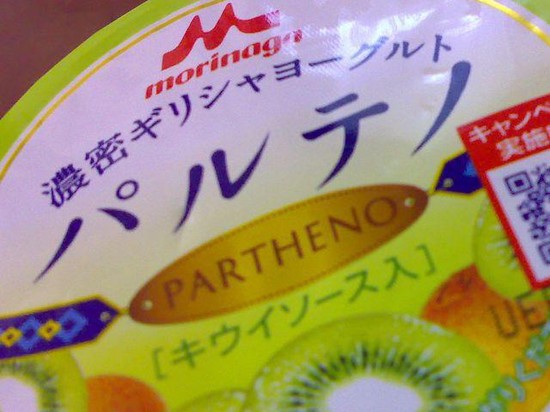 morinaga
濃密ギリシャヨーグルト
パルテノ
PARTHENO
[キウイソース入]
キャンペ
実施